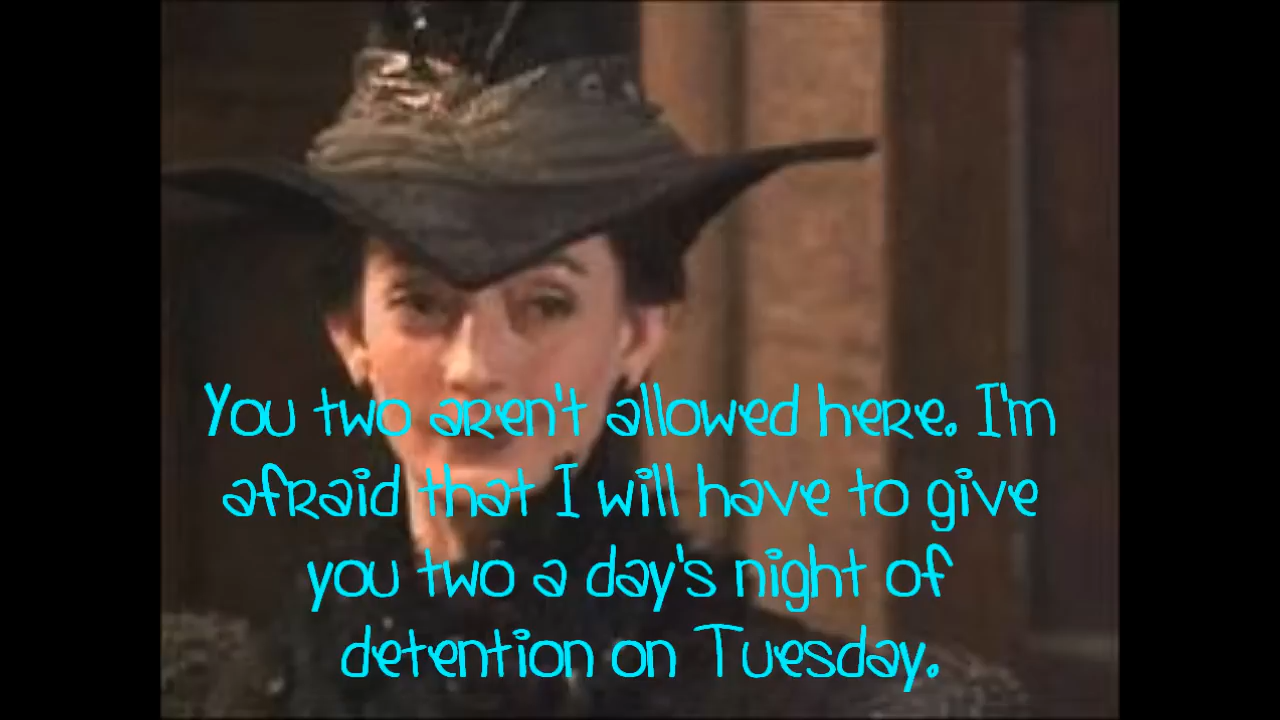 You two aren't allowed here. I'm
afraid that I will have to give
you two a day's night of
detention on Tuesday.